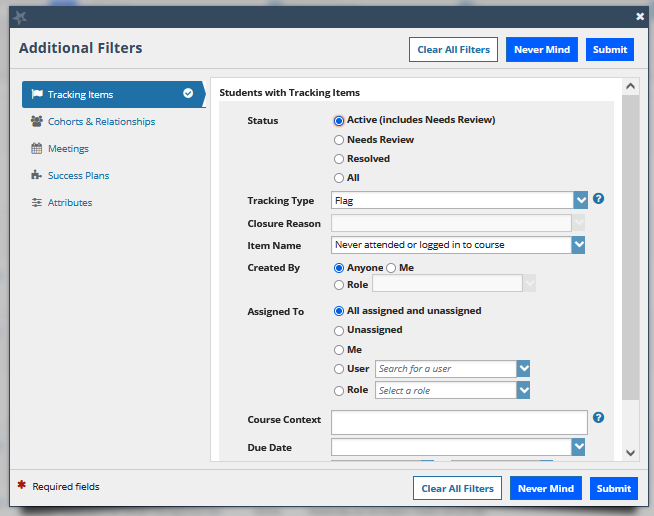 Additional Filters
Clear All Filters
Never Mind
Submit
Tracking Items
Cohorts & Relationships
Meetings
Success Plans
Attributes
Students with Tracking Items
Status
Active (includes Needs Review)
Needs Review
Resolved
All
Tracking Type
Flag
?
Closure Reason
Item Name
Never attended or logged in to course
Created By
Anyone
Me
Role
Assigned To
All assigned and unassigned
Unassigned
Me
User
Search for a user
Role
Select a role
Course Context
?
Due Date
* Required fields
Clear All Filters
Never Mind
Submit